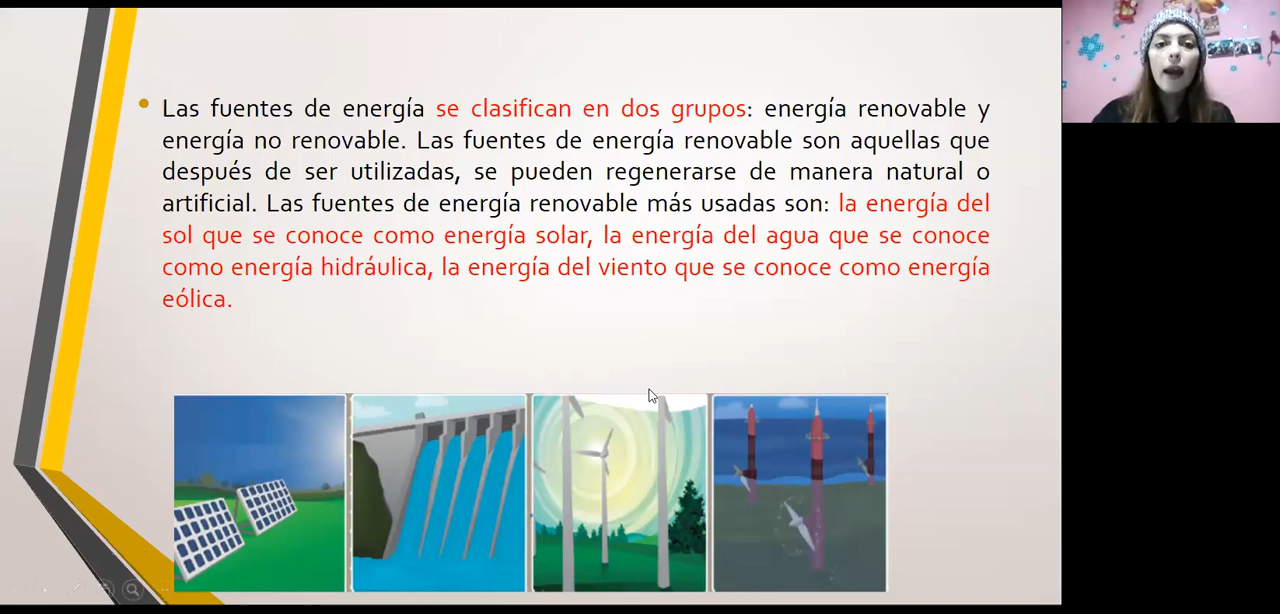 Las fuentes de energía se clasifican en dos grupos: energía renovable y
energía no renovable. Las fuentes de energía renovable son aquellas que
después de ser utilizadas, se pueden regenerarse de manera natural o
artificial. Las fuentes de energía renovable más usadas son: la energía del
sol que se conoce como energía solar, la energía del agua que se conoce
como energía hidráulica, la energía del viento que se conoce como energía
eólica.